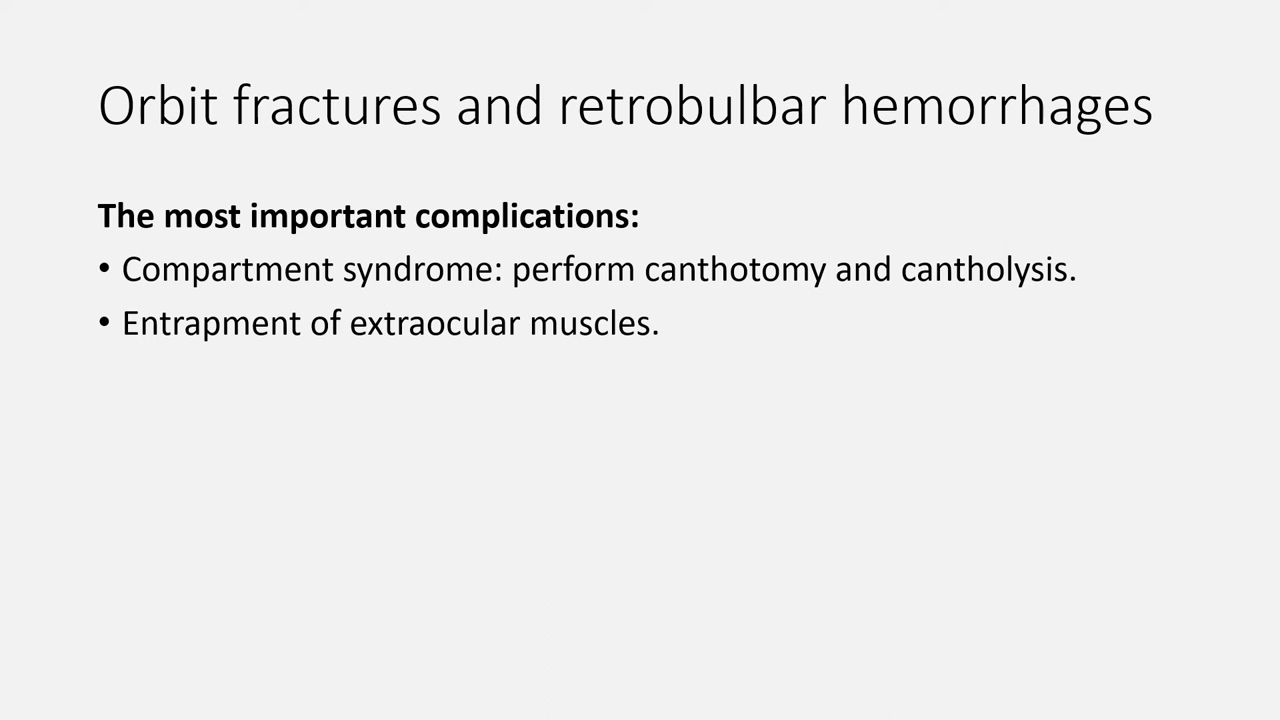 Orbit fractures and retrobulbar hemorrhages
The most important complications:
• Compartment syndrome: perform canthotomy and cantholysis.
• Entrapment of extraocular muscles.